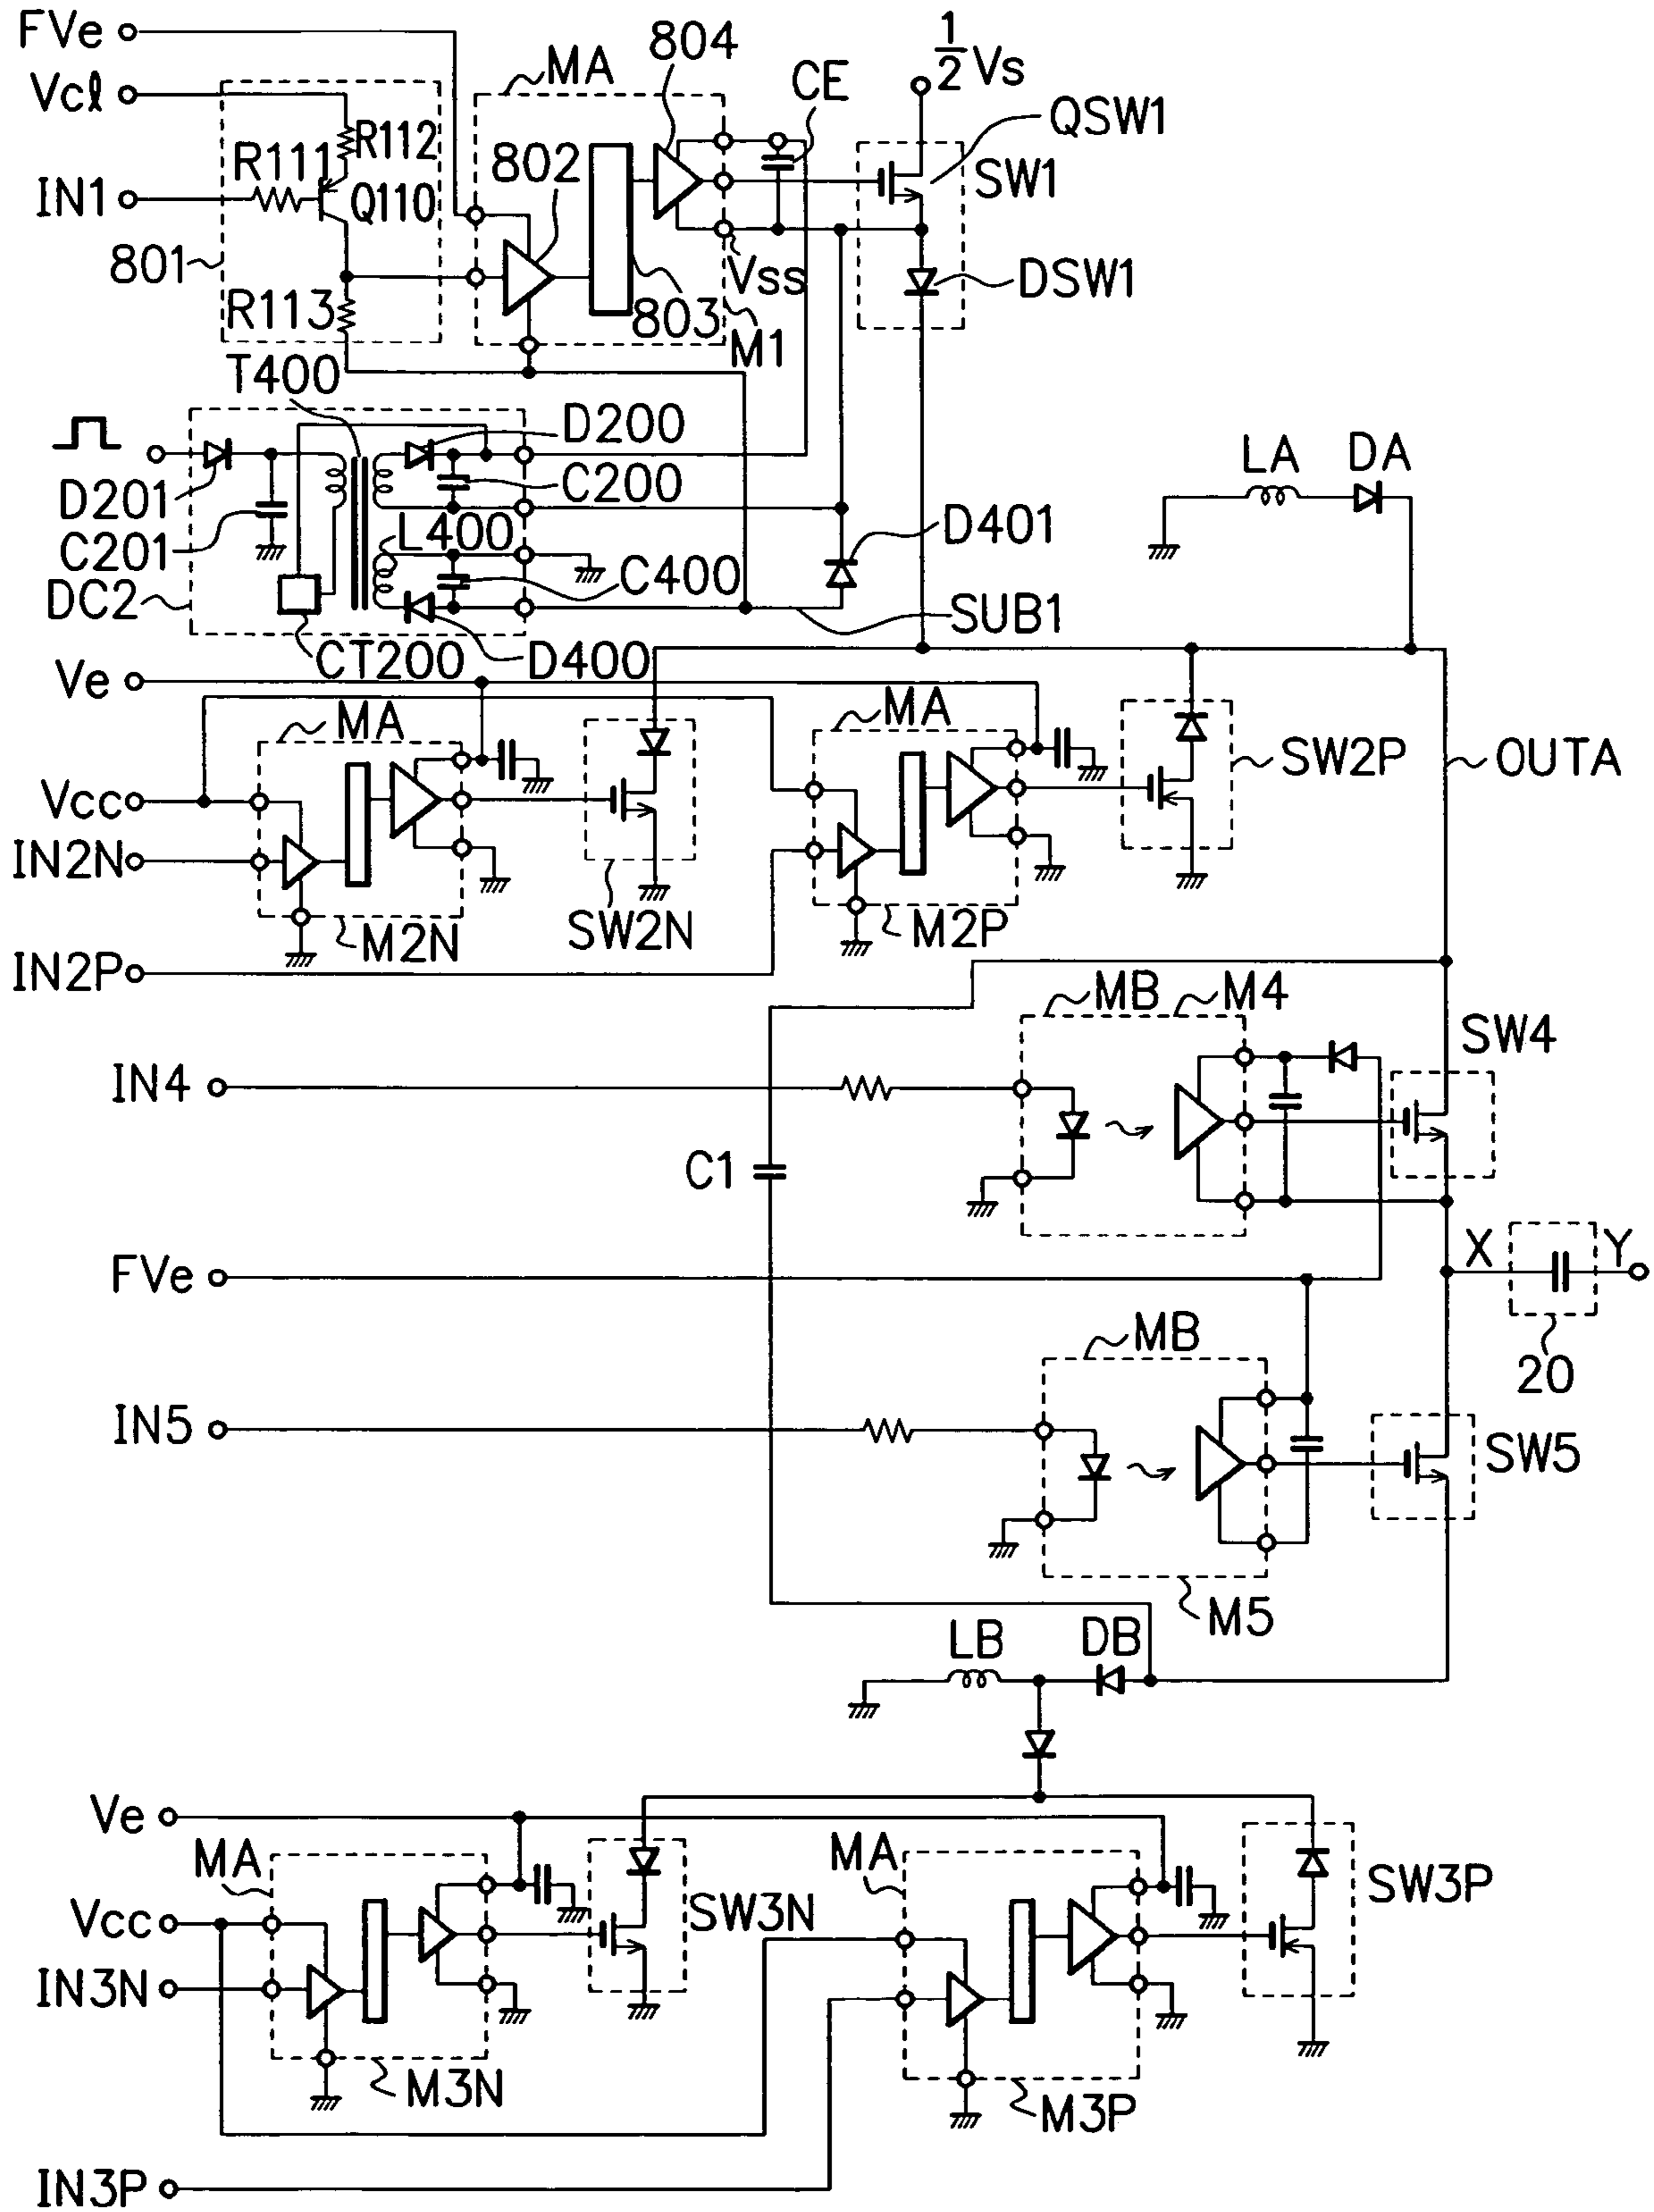 FVe
804
1/2 Vs
MA
CE
Vcℓ
QSW1
R112
R111
802
SW1
IN1
Q110
801
Vss
DSW1
R113
803
M1
T400
D200
LA DA
D201
C200
L400
D401
C201
C400
DC2
SUB1
CT200
D400
Ve
MA
MA
SW2P
OUTA
Vcc
IN2N
SW2N
M2N
M2P
IN2P
MB
M4
SW4
IN4
C1
X
Y
FVe
MB
20
IN5
SW5
M5
LB
DB
Ve
MA
MA
SW3P
SW3N
Vcc
IN3N
M3N
M3P
IN3P